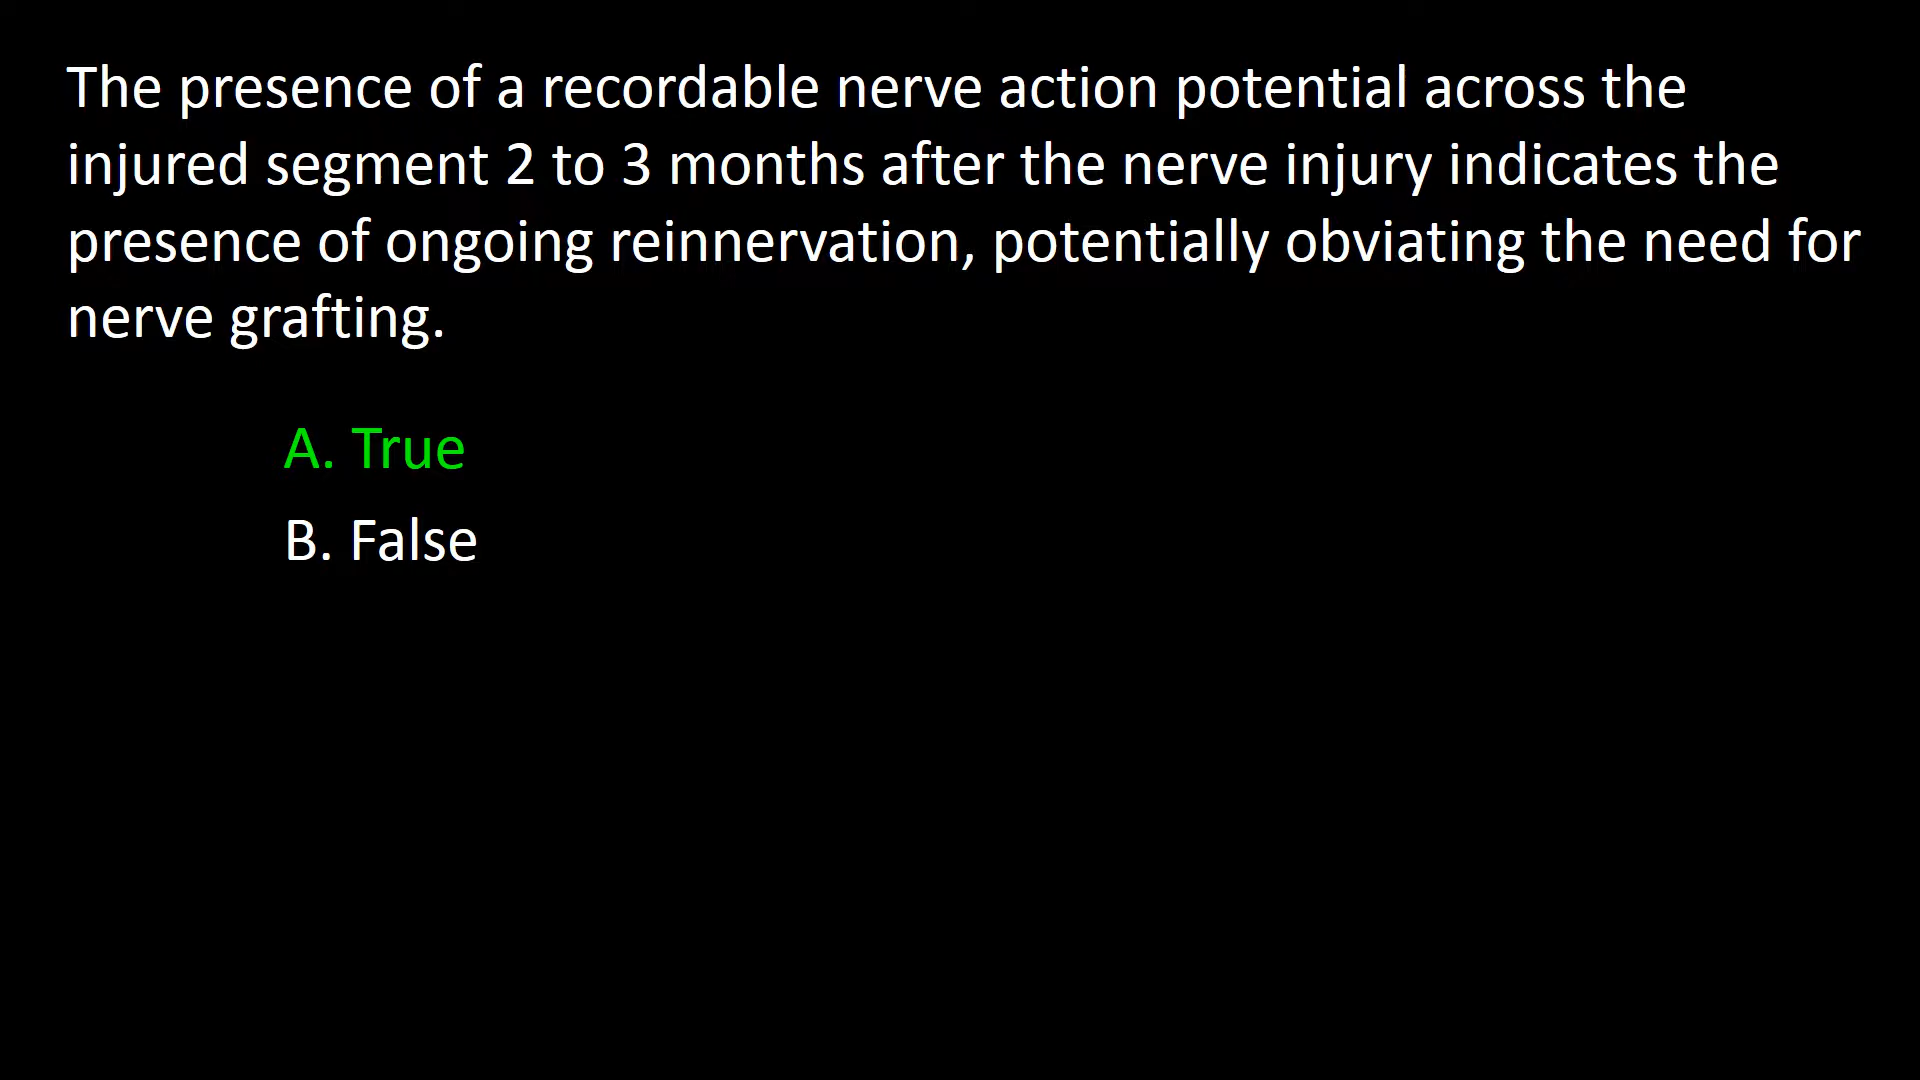 The presence of a recordable nerve action potential across the
injured segment 2 to 3 months after the nerve injury indicates the
presence of ongoing reinnervation, potentially obviating the need for
nerve grafting.
A. True
B. False